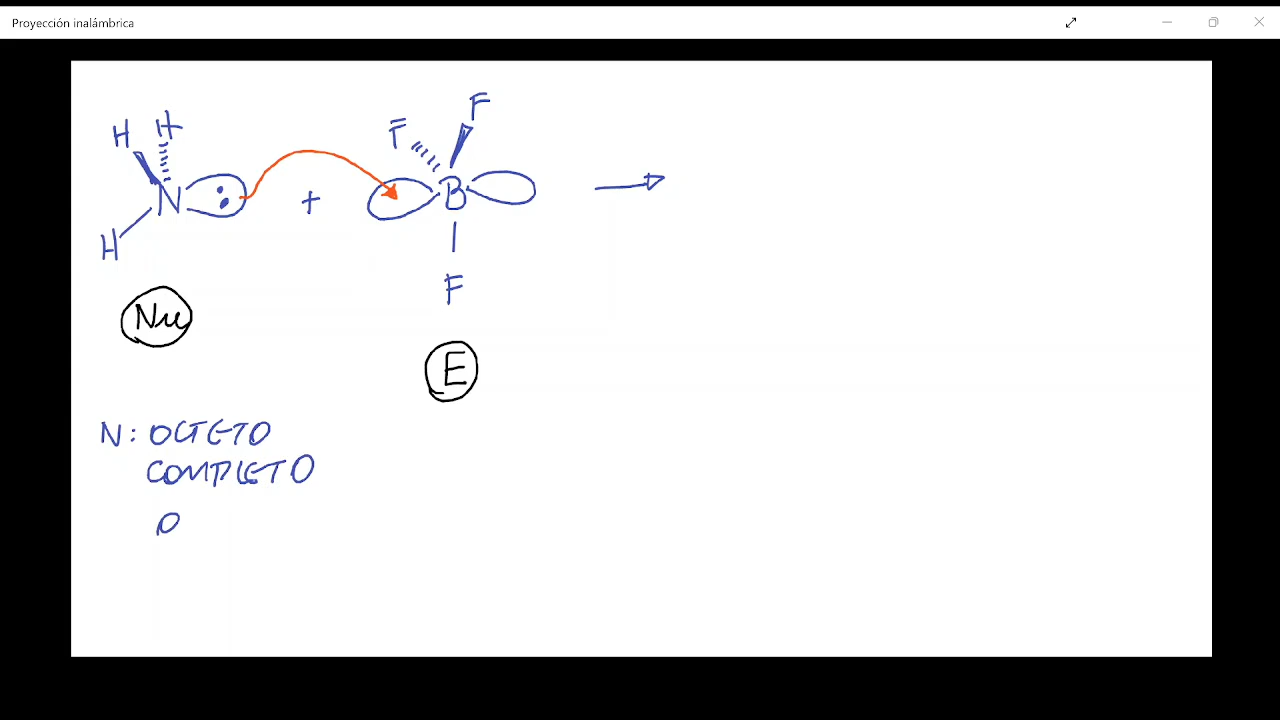 Proyección inalámbrica
F
H H F
N : + B
H
F
Nu
E
N: OCTETO
COMPLETO
P